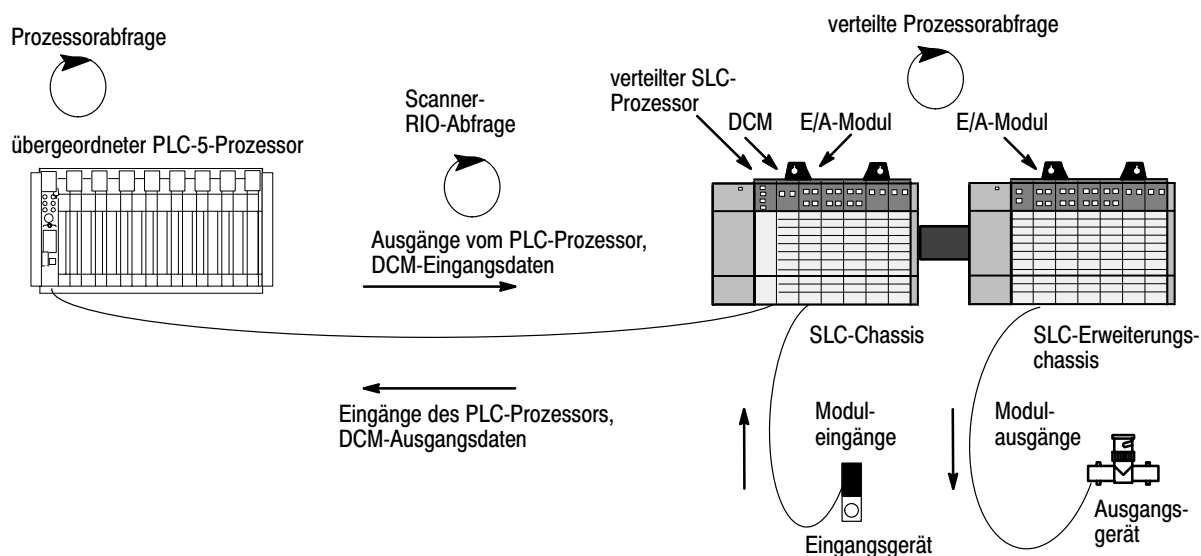 Prozessorabfrage
übergeordneter PLC-5-Prozessor
Scanner-
RIO-Abfrage
Ausgänge vom PLC-Prozessor,
DCM-Eingangsdaten
Eingänge des PLC-Prozessors,
DCM-Ausgangsdaten
verteilte Prozessorabfrage
verteilter SLC-
Prozessor
DCM
E/A-Modul
E/A-Modul
SLC-Chassis
SLC-Erweiterungs-
chassis
Modul-
eingänge
Eingangsgerät
Modul-
ausgänge
Ausgangs-
gerät